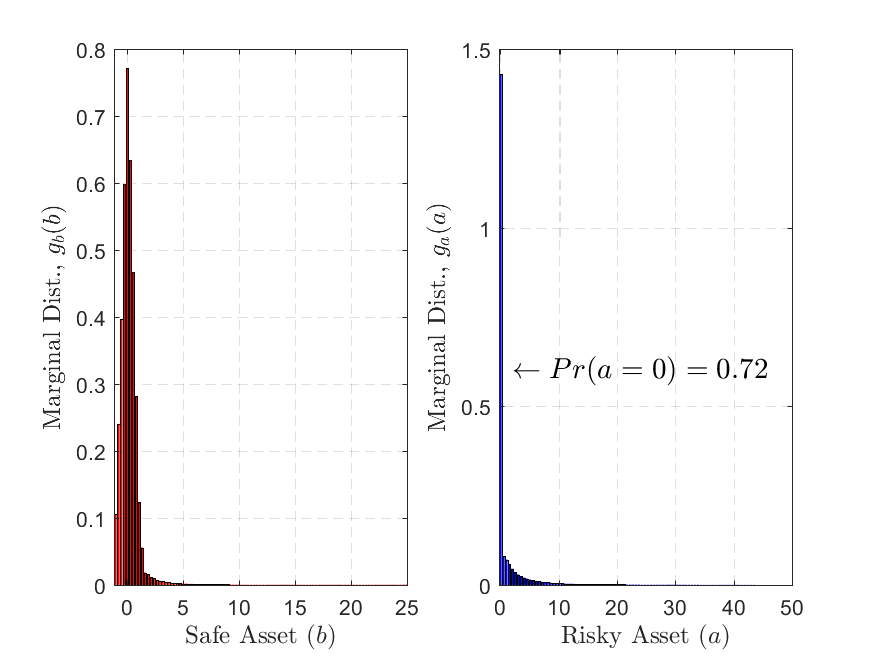 0.8
0.7
0.6
0.5
0.4
0.3
0.2
0.1
0
Marginal Dist., g_b(b)
0 5 10 15 20 25
Safe Asset (b)
1.5
1
0.5
0
Marginal Dist., g_a(a)
← Pr(a = 0) = 0.72
0 10 20 30 40 50
Risky Asset (a)